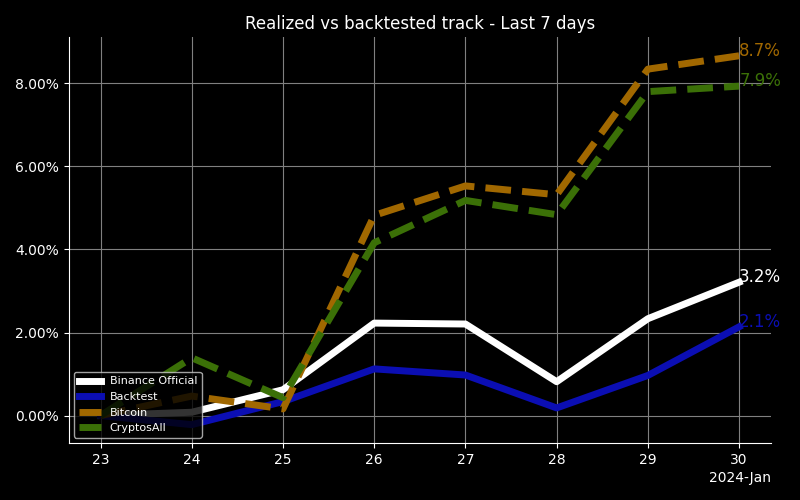 Realized vs backtested track - Last 7 days
8.7%
7.9%
8.00%
6.00%
4.00%
3.2%
2.1%
2.00%
0.00%
Binance Official
Backtest
Bitcoin
CryptosAll
23 24 25 26 27 28 29 30
2024-Jan